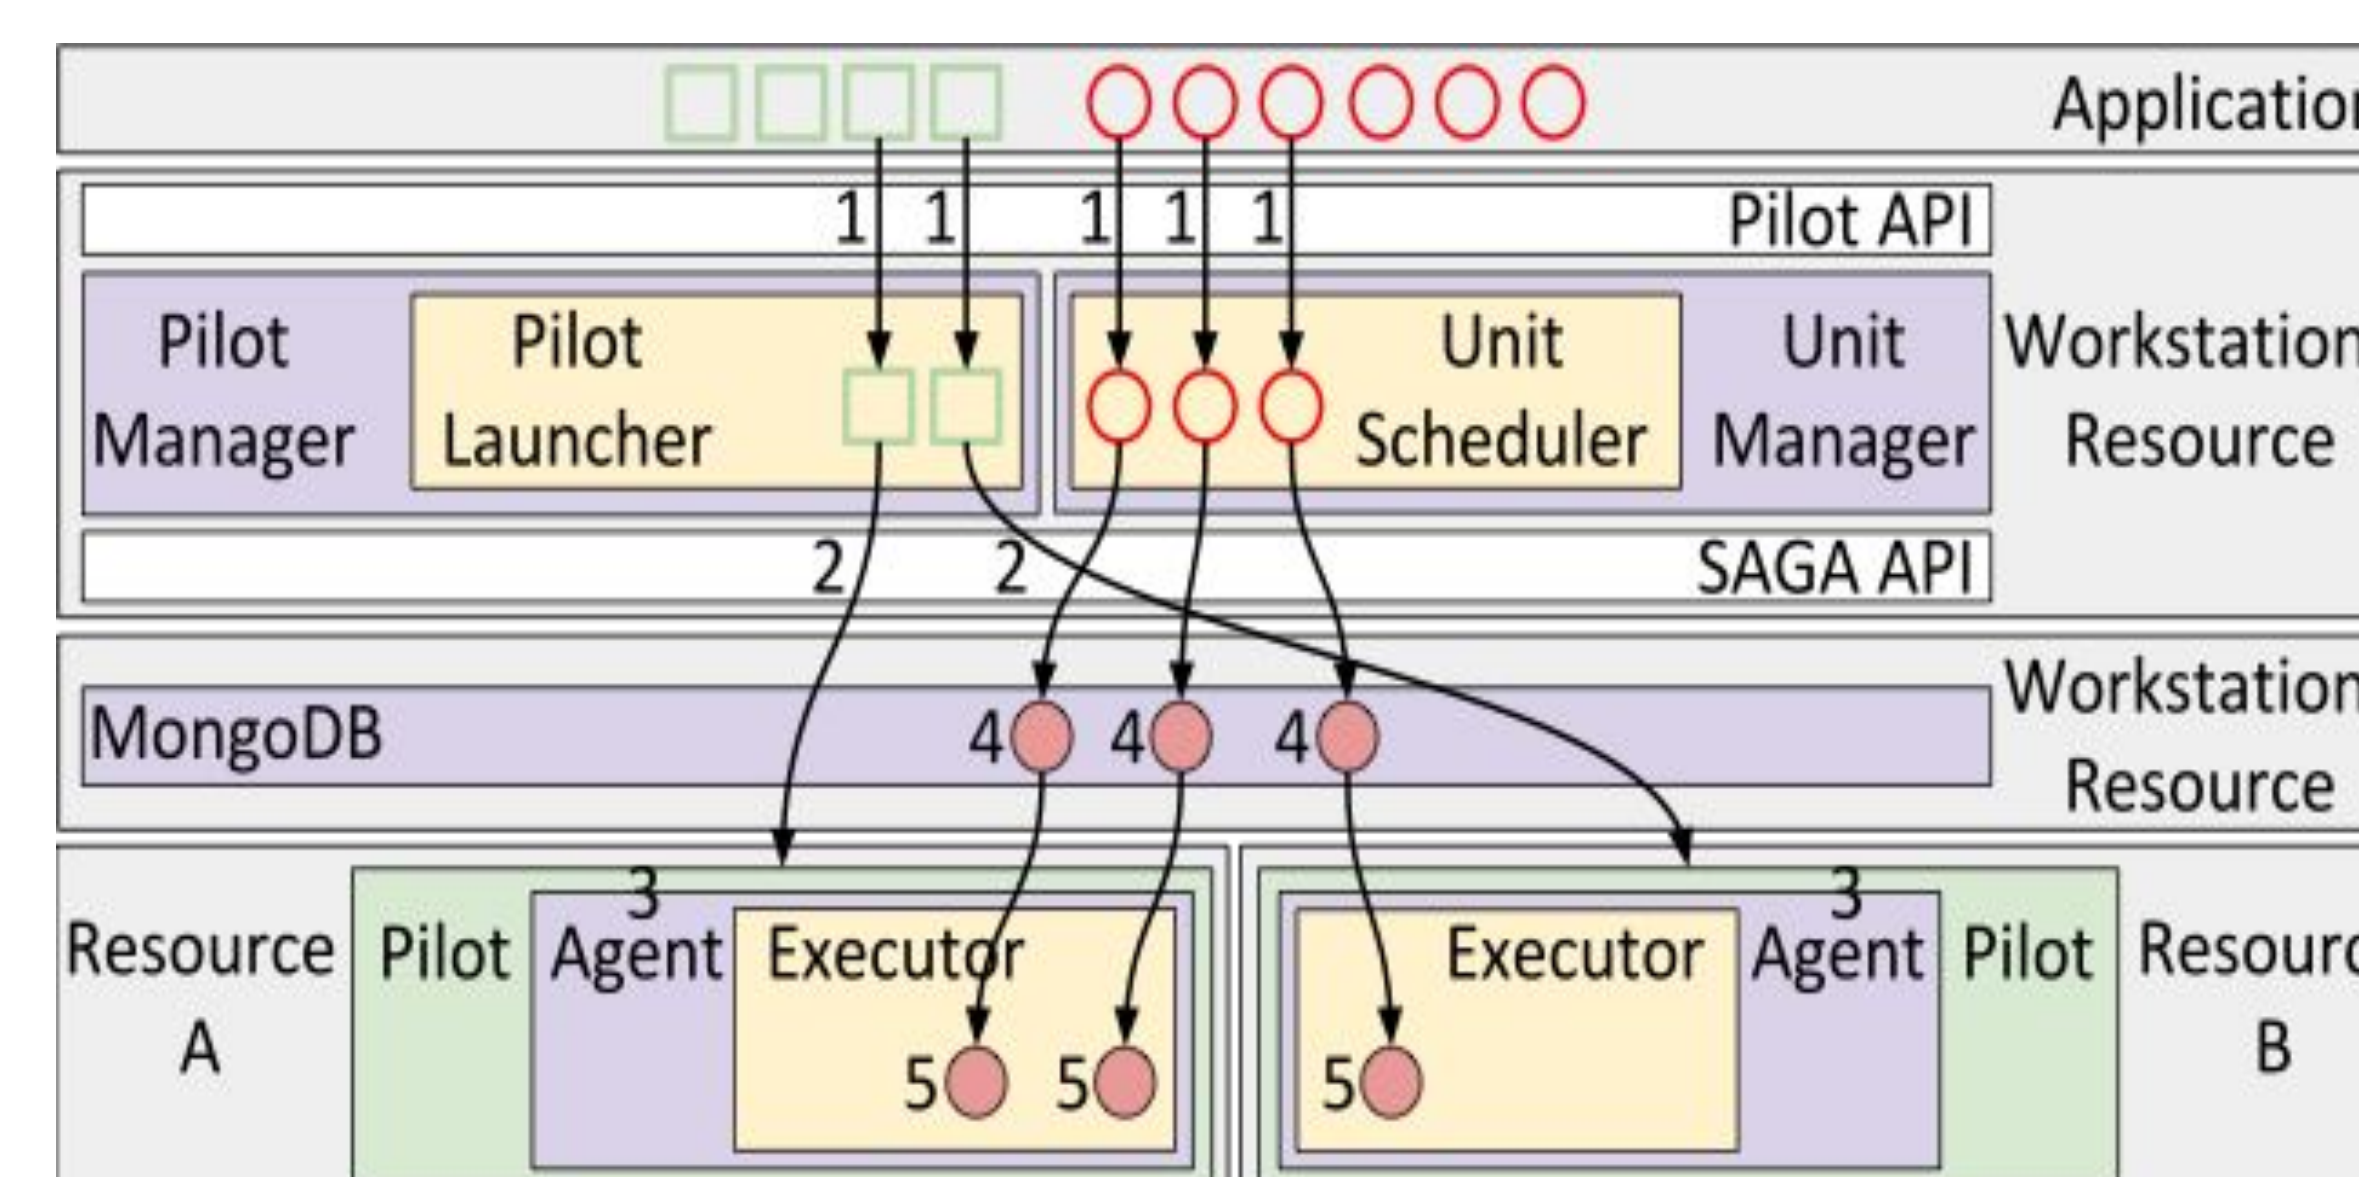 Application
1 1 1 1 1 Pilot API
Pilot Pilot Unit Unit Workstation
Manager Launcher Scheduler Manager Resource
2 2 SAGA API
Workstation
MongoDB 4 4 4
Resource
3 3
Resource Pilot Agent Executor Executor Agent Pilot Resourc
A B
5 5 5